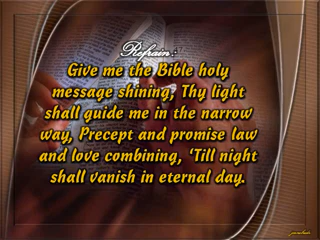 Refrain:
Give me the Bible holy
message shining, Thy light
shall guide me in the narrow
way, Precept and promise law
and love combining, ‘Till night
shall vanish in eternal day.